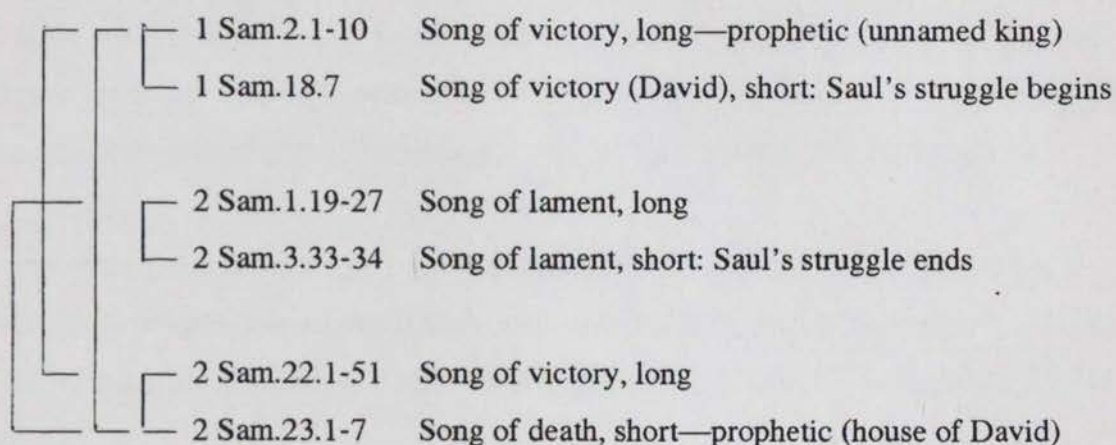 1 Sam.2.1-10 Song of victory, long—prophetic (unnamed king)
1 Sam.18.7 Song of victory (David), short: Saul's struggle begins
2 Sam.1.19-27 Song of lament, long
2 Sam.3.33-34 Song of lament, short: Saul's struggle ends
2 Sam.22.1-51 Song of victory, long
2 Sam.23.1-7 Song of death, short—prophetic (house of David)